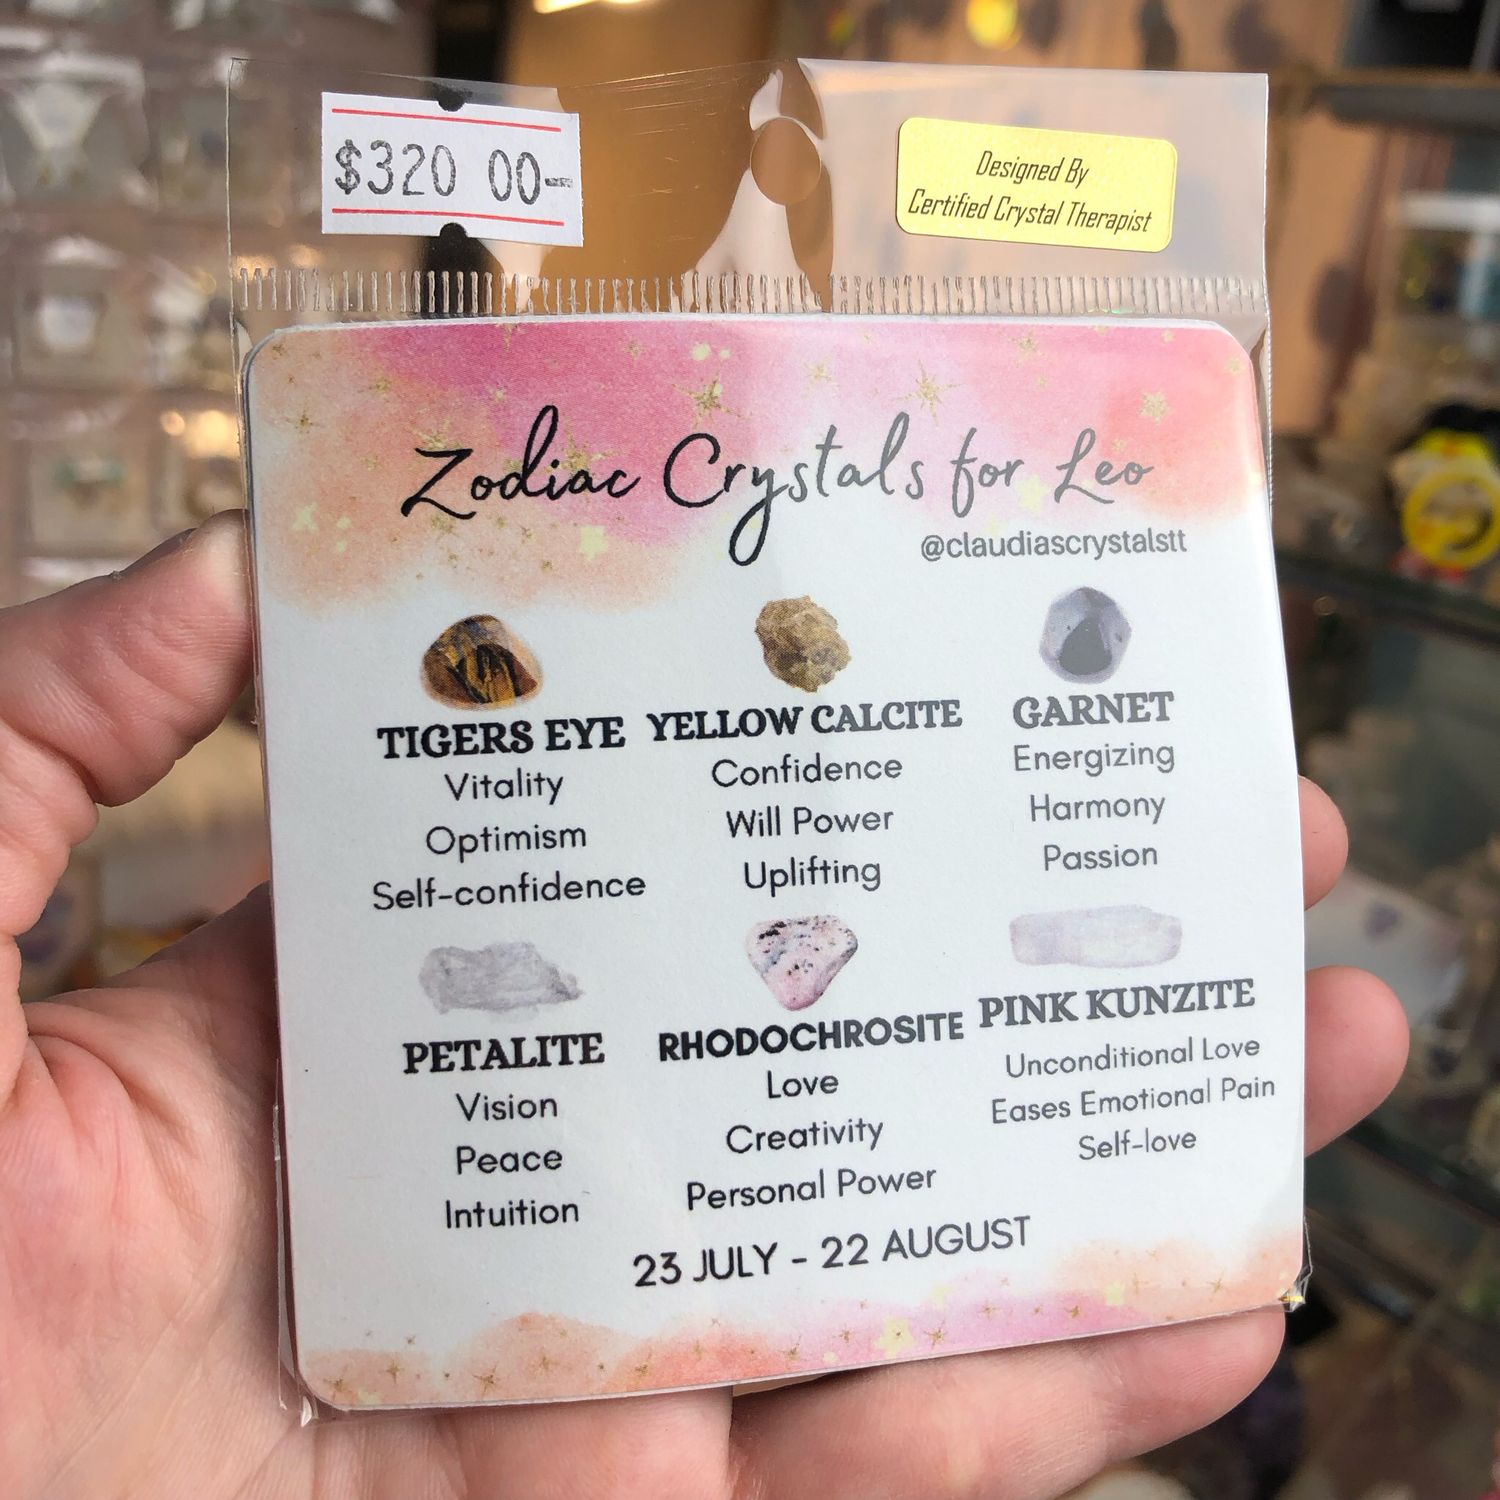 $320 00-
Designed By
Certified Crystal Therapist
Zodiac Crystals for Leo
@claudiascrystalstt
TIGERS EYE
Vitality
Optimism
Self-confidence
YELLOW CALCITE
Confidence
Will Power
Uplifting
GARNET
Energizing
Harmony
Passion
PETALITE
Vision
Peace
Intuition
RHODOCHROSITE
Love
Creativity
Personal Power
PINK KUNZITE
Unconditional Love
Eases Emotional Pain
Self-love
23 JULY - 22 AUGUST